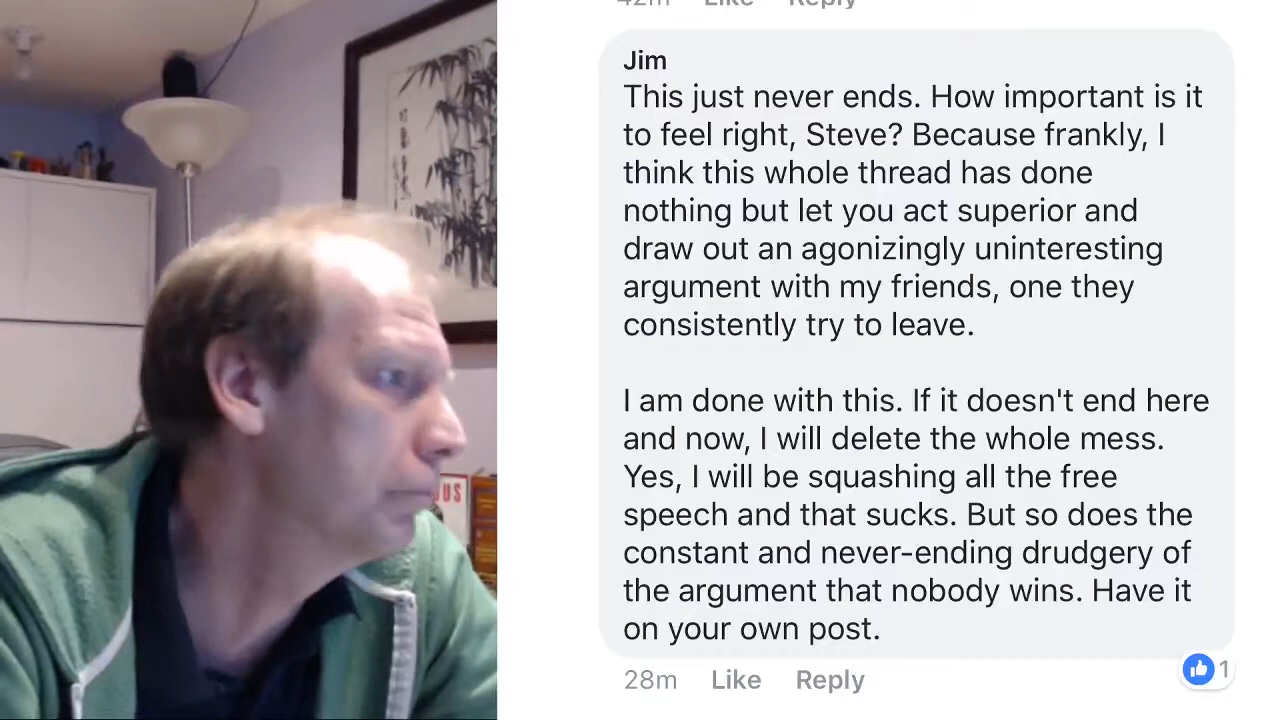 42m Like Reply
Jim
This just never ends. How important is it
to feel right, Steve? Because frankly, I
think this whole thread has done
nothing but let you act superior and
draw out an agonizingly uninteresting
argument with my friends, one they
consistently try to leave.
I am done with this. If it doesn't end here
and now, I will delete the whole mess.
Yes, I will be squashing all the free
speech and that sucks. But so does the
constant and never-ending drudgery of
the argument that nobody wins. Have it
on your own post.
28m Like Reply
1
OUS